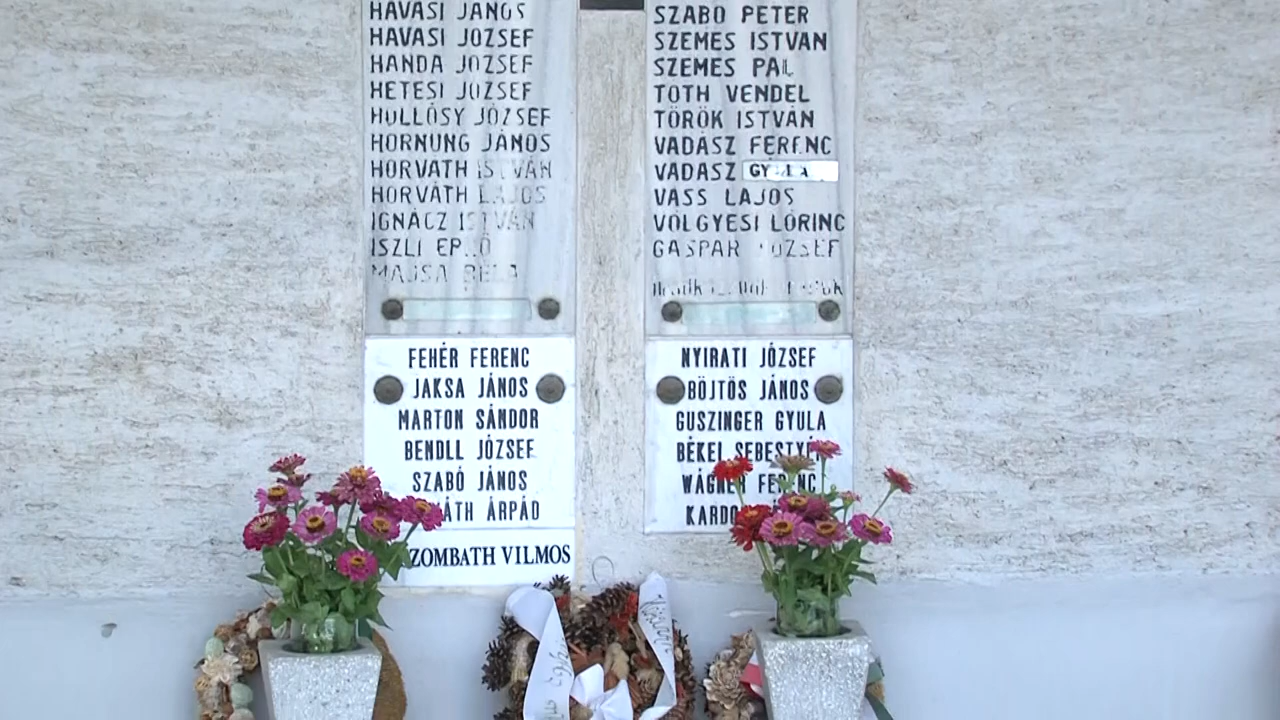 HAVASI JÁNOS
HAVASI JÓZSEF
HANDA JÓZSEF
HETESI JÓZSEF
HOLLÓSY JÓZSEF
HORNUNG JÁNOS
HORVÁTH ISTVÁN
HORVÁTH LAJOS
IGNÁCZ ISTVÁN
ISZLI
MAJSA BÉLA
FEHÉR FERENC
JAKSA JÁNOS
MARTON SÁNDOR
BENDLL JÓZSEF
SZABÓ JÁNOS
ÁRPÁD
VILMOS
SZABÓ PÉTER
SZEMES ISTVÁN
SZEMES PÁL
TÓTH VENDEL
TÖRÖK ISTVÁN
VADÁSZ FERENC
VADÁSZ GYULA
VASS LAJOS
VÖLGYESI LŐRINC
GÁSPÁR JÓZSEF
NYIRATI JÓZSEF
BÖJTÖS JÁNOS
GUSZINGER GYULA
BÉKEI SEBESTYÉN
WÁGNER FERENC